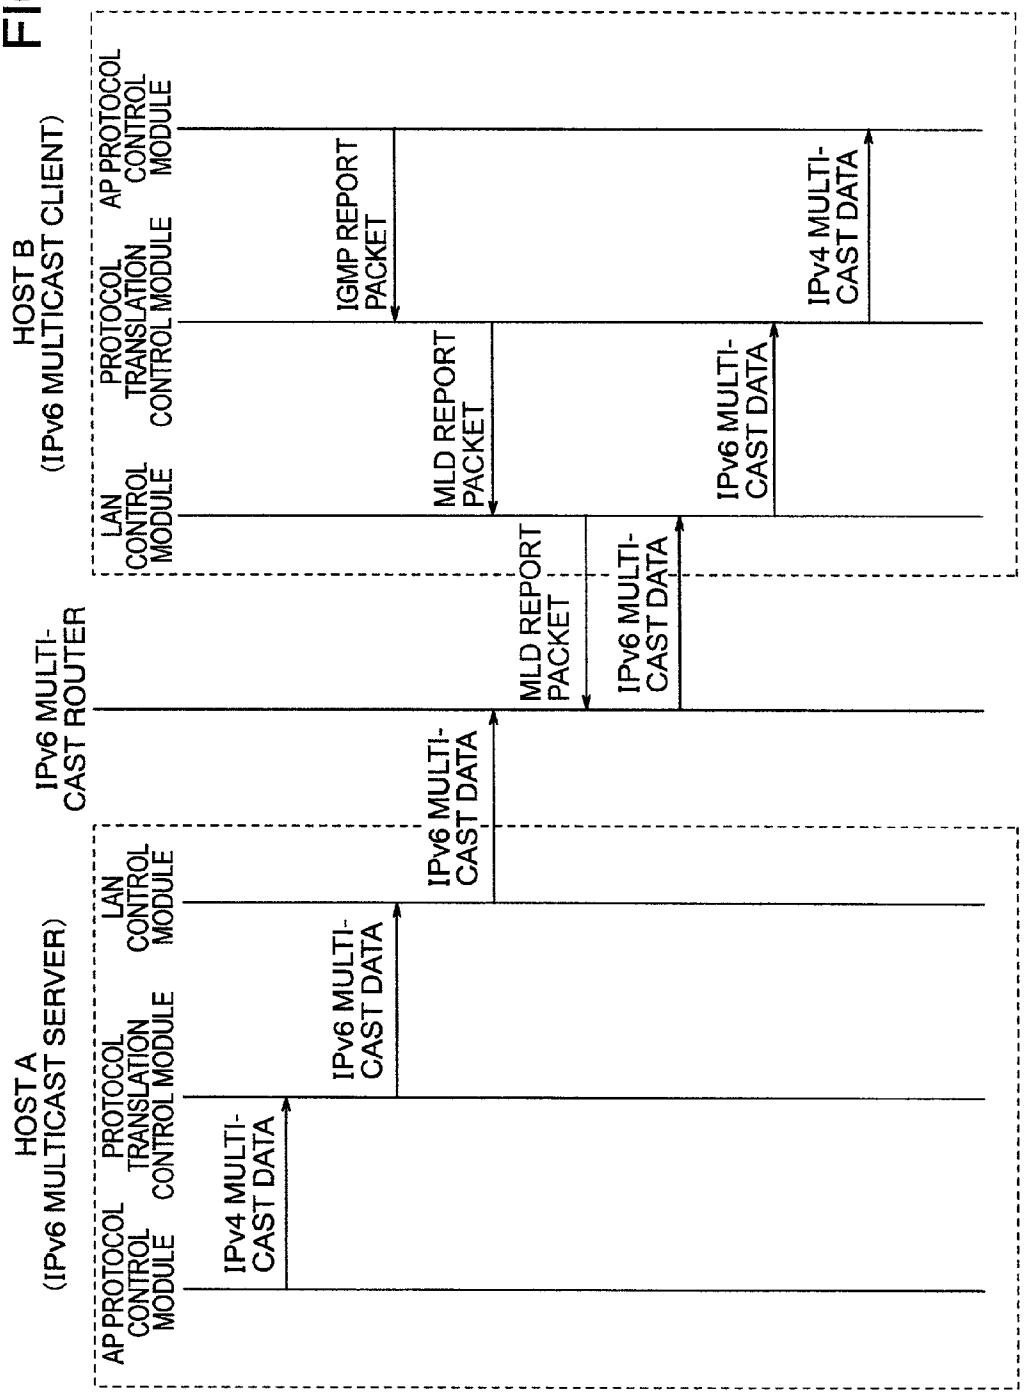 FI
HOST A
(IPv6 MULTICAST SERVER)
IPv6 MULTI-
CAST ROUTER
HOST B
(IPv6 MULTICAST CLIENT)
AP PROTOCOL
CONTROL
MODULE
PROTOCOL
TRANSLATION
CONTROL MODULE
LAN
CONTROL
MODULE
LAN
CONTROL
MODULE
PROTOCOL
TRANSLATION
CONTROL MODULE
AP PROTOCOL
CONTROL
MODULE
IPv4 MULTI-
CAST DATA
IPv6 MULTI-
CAST DATA
IGMP REPORT
PACKET
IPv6 MULTI-
CAST DATA
MLD REPORT
PACKET
MLD REPORT
PACKET
IPv6 MULTI-
CAST DATA
IPv6 MULTI-
CAST DATA
IPv4 MULTI-
CAST DATA